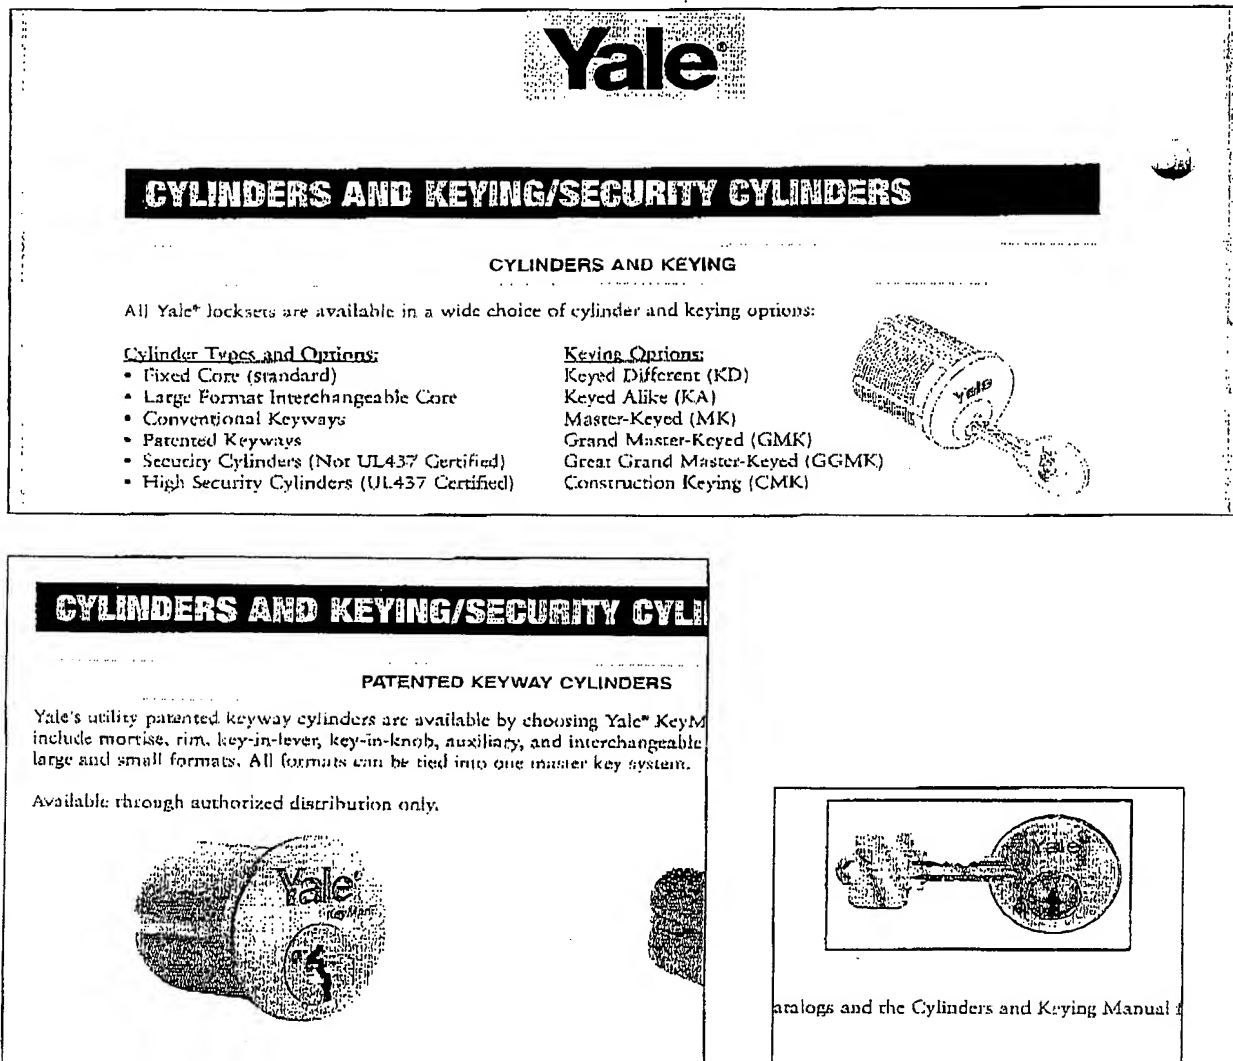 Yale®
CYLINDERS AND KEYING/SECURITY CYLINDERS
CYLINDERS AND KEYING
All Yale® locksets are available in a wide choice of cylinder and keying options:
Cylinder Types and Options:
• Fixed Core (standard)
• Large Format Interchangeable Core
• Conventional Keyways
• Patented Keyways
• Security Cylinders (Not UL437 Certified)
• High Security Cylinders (UL437 Certified)
Keying Options:
Keyed Different (KD)
Keyed Alike (KA)
Master-Keyed (MK)
Grand Master-Keyed (GMK)
Great Grand Master-Keyed (GGMK)
Construction Keying (CMK)
Yale
CYLINDERS AND KEYING/SECURITY CYLI
PATENTED KEYWAY CYLINDERS
Yale's utility patented keyway cylinders are available by choosing Yale® KeyM
include mortise, rim, key-in-lever, key-in-knob, auxiliary, and interchangeable
large and small formats. All formats can be tied into one master key system.
Available through authorized distribution only.
Yale®
KeyMark
Yale
atalogs and the Cylinders and Keying Manual f